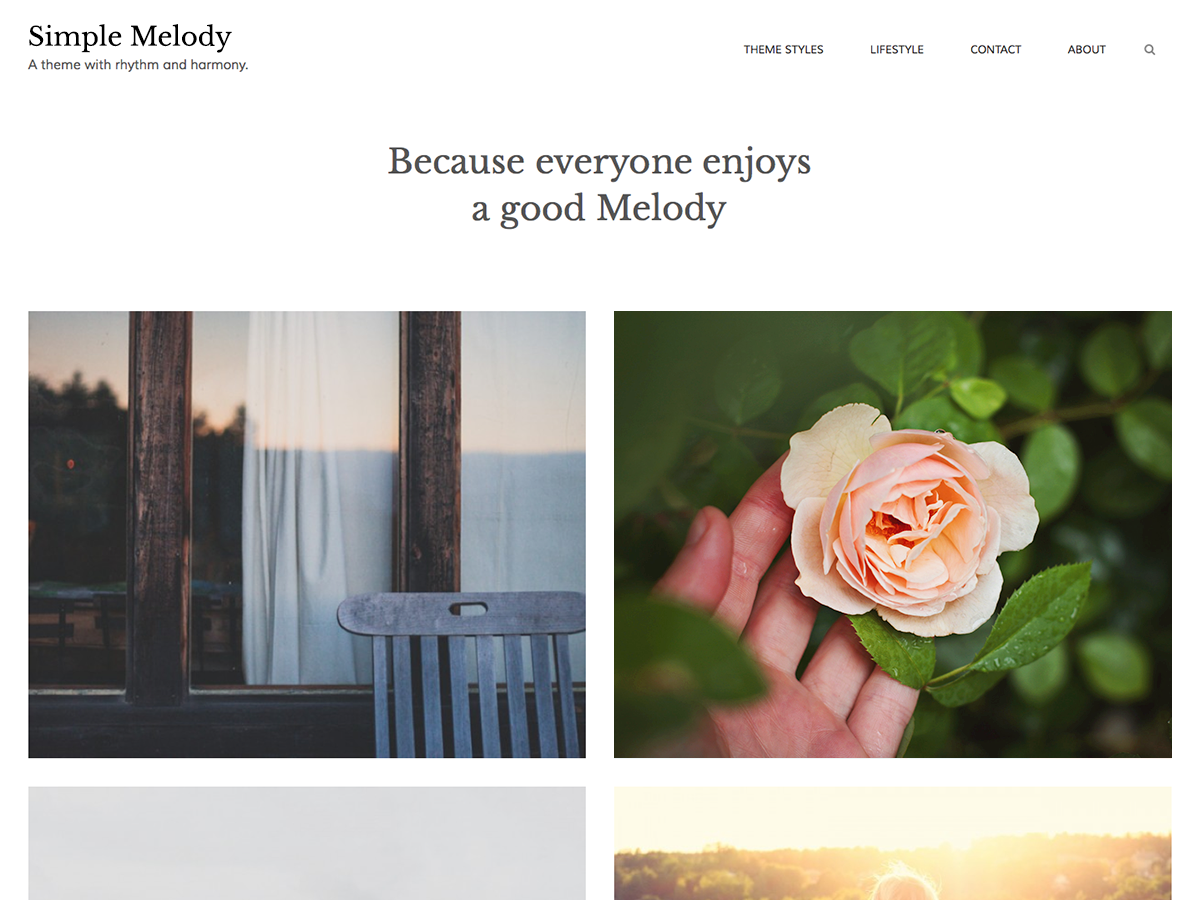 Simple Melody
A theme with rhythm and harmony.
THEME STYLES LIFESTYLE CONTACT ABOUT
Because everyone enjoys
a good Melody